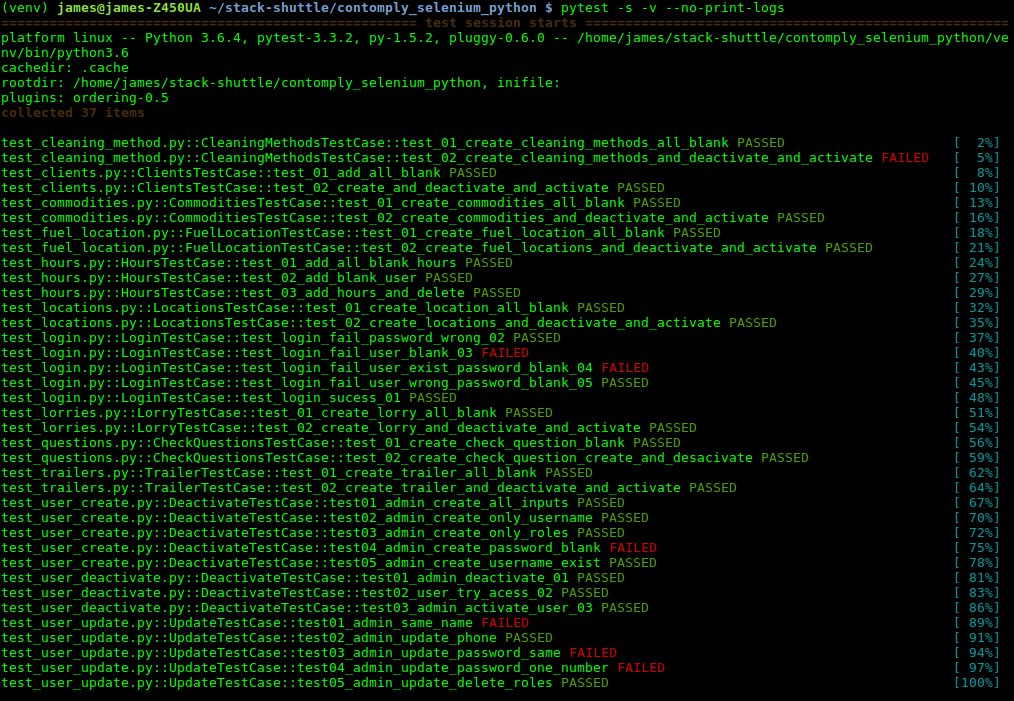 (venv) james@james-Z450UA ~/stack-shuttle/contomply_selenium_python $ pytest -s -v --no-print-logs
==================================================== test session starts =====================================================
platform linux -- Python 3.6.4, pytest-3.3.2, py-1.5.2, pluggy-0.6.0 -- /home/james/stack-shuttle/contomply_selenium_python/ve
nv/bin/python3.6
cachedir: .cache
rootdir: /home/james/stack-shuttle/contomply_selenium_python, inifile:
plugins: ordering-0.5
collected 37 items
test_cleaning_method.py::CleaningMethodsTestCase::test_01_create_cleaning_methods_all_blank PASSED [  2%]
test_cleaning_method.py::CleaningMethodsTestCase::test_02_create_cleaning_methods_and_deactivate_and_activate FAILED [  5%]
test_clients.py::ClientsTestCase::test_01_add_all_blank PASSED [  8%]
test_clients.py::ClientsTestCase::test_02_create_and_deactivate_and_activate PASSED [ 10%]
test_commodities.py::CommoditiesTestCase::test_01_create_commodities_all_blank PASSED [ 13%]
test_commodities.py::CommoditiesTestCase::test_02_create_commodities_and_deactivate_and_activate PASSED [ 16%]
test_fuel_location.py::FuelLocationTestCase::test_01_create_fuel_location_all_blank PASSED [ 18%]
test_fuel_location.py::FuelLocationTestCase::test_02_create_fuel_locations_and_deactivate_and_activate PASSED [ 21%]
test_hours.py::HoursTestCase::test_01_add_all_blank_hours PASSED [ 24%]
test_hours.py::HoursTestCase::test_02_add_blank_user PASSED [ 27%]
test_hours.py::HoursTestCase::test_03_add_hours_and_delete PASSED [ 29%]
test_locations.py::LocationsTestCase::test_01_create_location_all_blank PASSED [ 32%]
test_locations.py::LocationsTestCase::test_02_create_locations_and_deactivate_and_activate PASSED [ 35%]
test_login.py::LoginTestCase::test_login_fail_password_wrong_02 PASSED [ 37%]
test_login.py::LoginTestCase::test_login_fail_user_blank_03 FAILED [ 40%]
test_login.py::LoginTestCase::test_login_fail_user_exist_password_blank_04 FAILED [ 43%]
test_login.py::LoginTestCase::test_login_fail_user_wrong_password_blank_05 PASSED [ 45%]
test_login.py::LoginTestCase::test_login_sucess_01 PASSED [ 48%]
test_lorries.py::LorryTestCase::test_01_create_lorry_all_blank PASSED [ 51%]
test_lorries.py::LorryTestCase::test_02_create_lorry_and_deactivate_and_activate PASSED [ 54%]
test_questions.py::CheckQuestionsTestCase::test_01_create_check_question_blank PASSED [ 56%]
test_questions.py::CheckQuestionsTestCase::test_02_create_check_question_create_and_desacivate PASSED [ 59%]
test_trailers.py::TrailerTestCase::test_01_create_trailer_all_blank PASSED [ 62%]
test_trailers.py::TrailerTestCase::test_02_create_trailer_and_deactivate_and_activate PASSED [ 64%]
test_user_create.py::DeactivateTestCase::test01_admin_create_all_inputs PASSED [ 67%]
test_user_create.py::DeactivateTestCase::test02_admin_create_only_username PASSED [ 70%]
test_user_create.py::DeactivateTestCase::test03_admin_create_only_roles PASSED [ 72%]
test_user_create.py::DeactivateTestCase::test04_admin_create_password_blank FAILED [ 75%]
test_user_create.py::DeactivateTestCase::test05_admin_create_username_exist PASSED [ 78%]
test_user_deactivate.py::DeactivateTestCase::test01_admin_deactivate_01 PASSED [ 81%]
test_user_deactivate.py::DeactivateTestCase::test02_user_try_acess_02 PASSED [ 83%]
test_user_deactivate.py::DeactivateTestCase::test03_admin_activate_user_03 PASSED [ 86%]
test_user_update.py::UpdateTestCase::test01_admin_same_name FAILED [ 89%]
test_user_update.py::UpdateTestCase::test02_admin_update_phone PASSED [ 91%]
test_user_update.py::UpdateTestCase::test03_admin_update_password_same FAILED [ 94%]
test_user_update.py::UpdateTestCase::test04_admin_update_password_one_number FAILED [ 97%]
test_user_update.py::UpdateTestCase::test05_admin_update_delete_roles PASSED [100%]